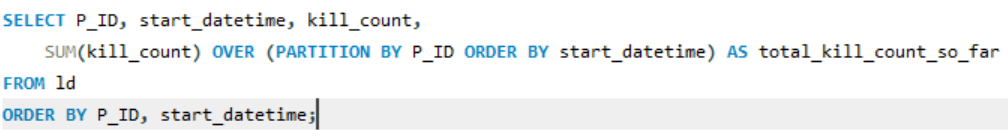 SELECT P_ID, start_datetime, kill_count,
    SUM(kill_count) OVER (PARTITION BY P_ID ORDER BY start_datetime) AS total_kill_count_so_far
FROM ld
ORDER BY P_ID, start_datetime;